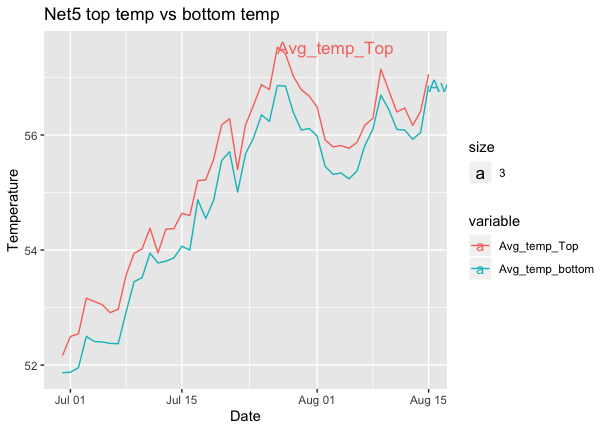 Net5 top temp vs bottom temp
Avg_temp_Top
56
54
52
Temperature
Jul 01
Jul 15
Aug 01
Aug 15
Date
size
a 3
variable
a Avg_temp_Top
a Avg_temp_bottom